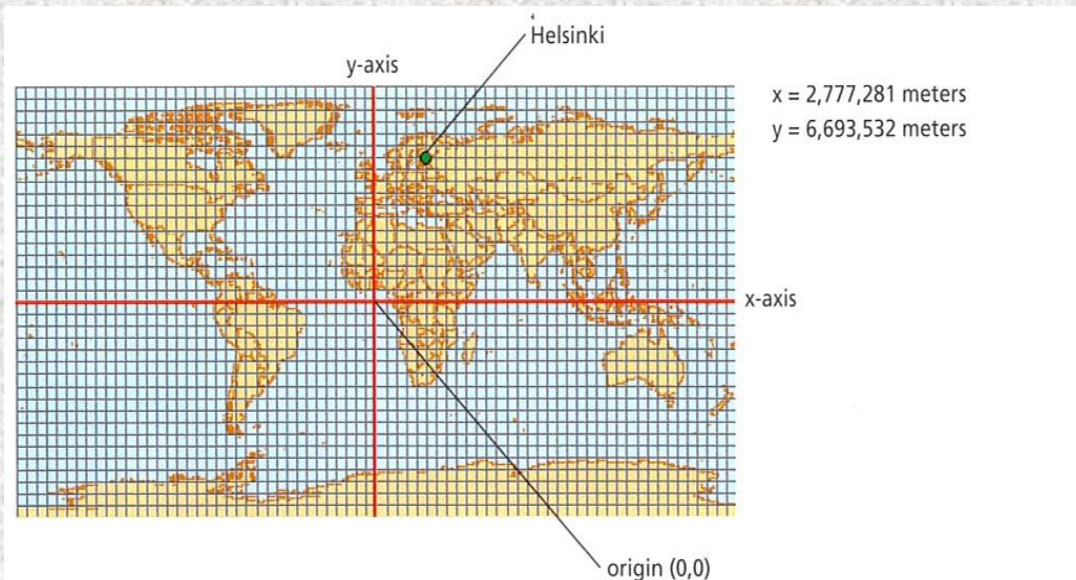 Helsinki
y-axis
x = 2,777,281 meters
y = 6,693,532 meters
x-axis
origin (0,0)